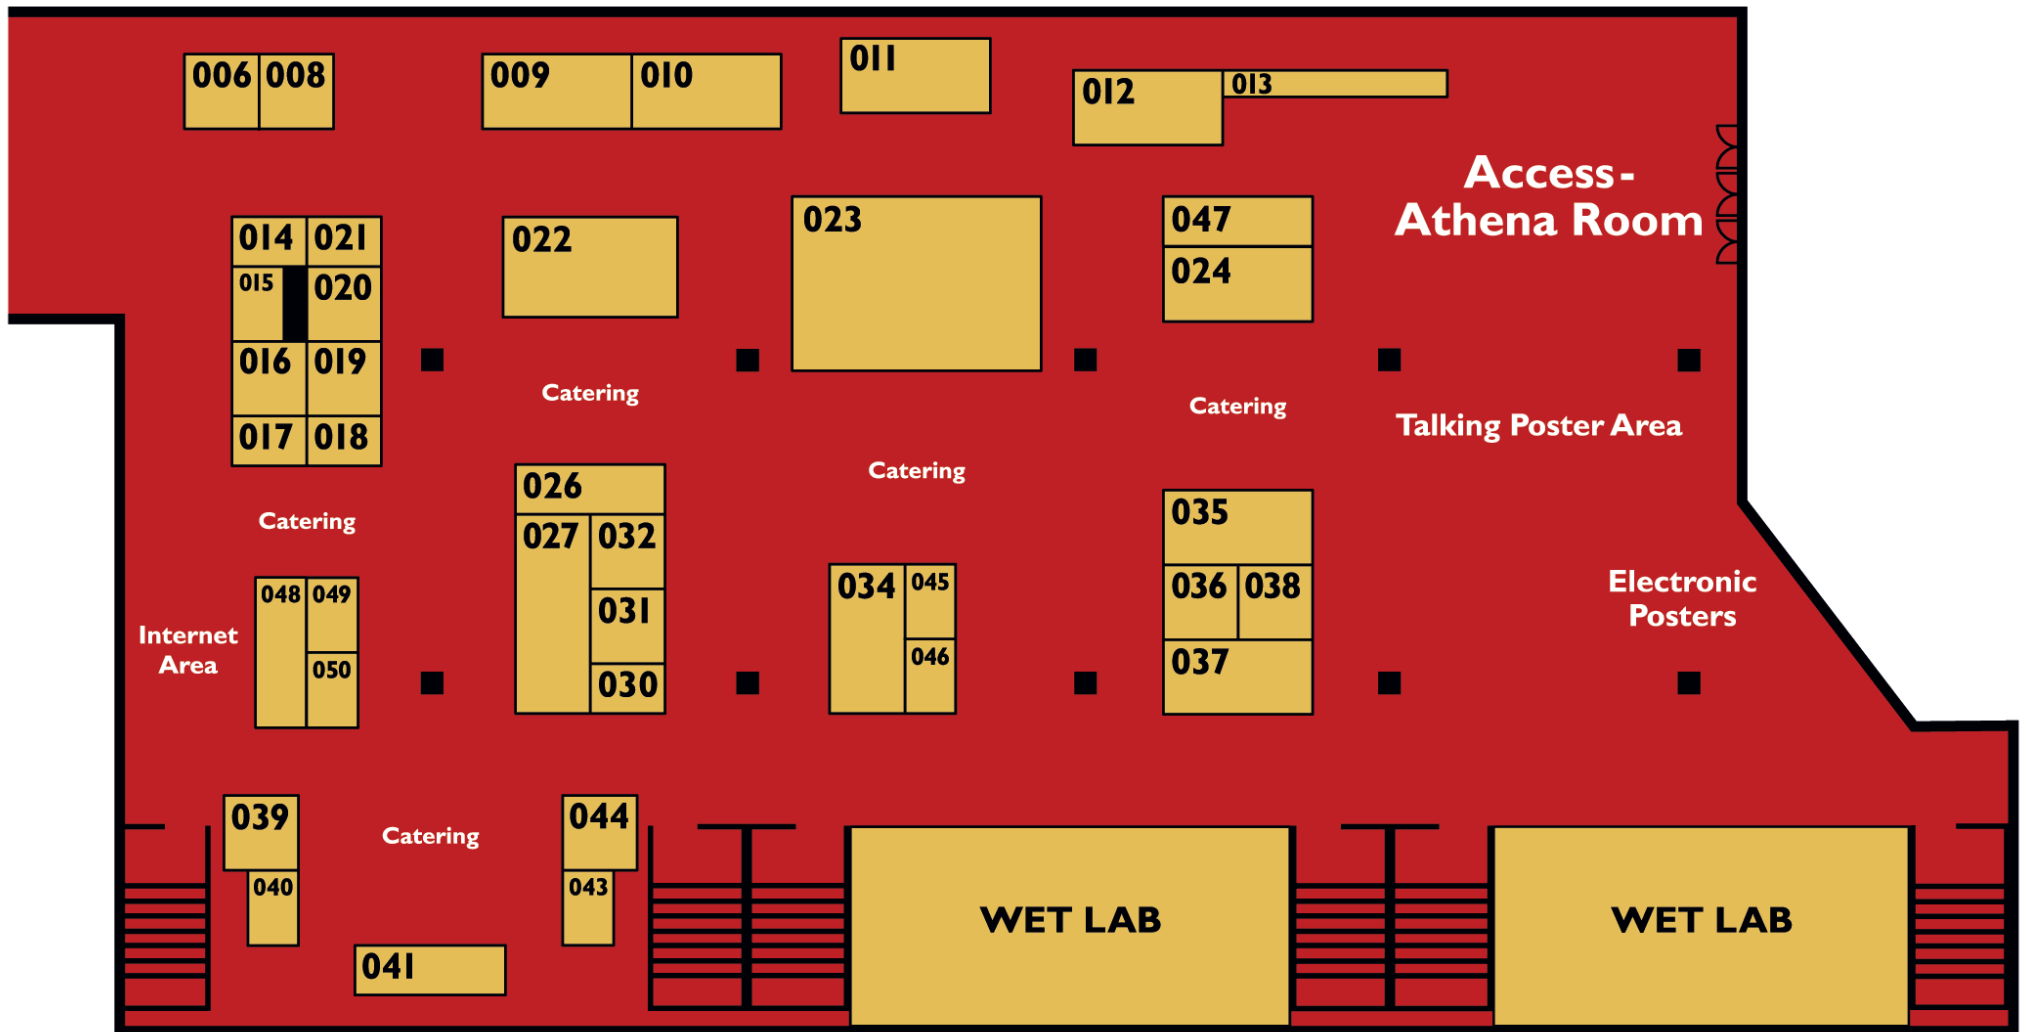 006 008 009 010 011 012 013
Access-
Athena Room
014 021 022 023 047
015 020 024
016 019
017 018
Catering
Catering
Talking Poster Area
Catering
Catering
026
027 032
031
030
035
036 038
037
034 045
046
048 049
050
Internet
Area
Electronic
Posters
039
040
Catering
044
043
041
WET LAB
WET LAB